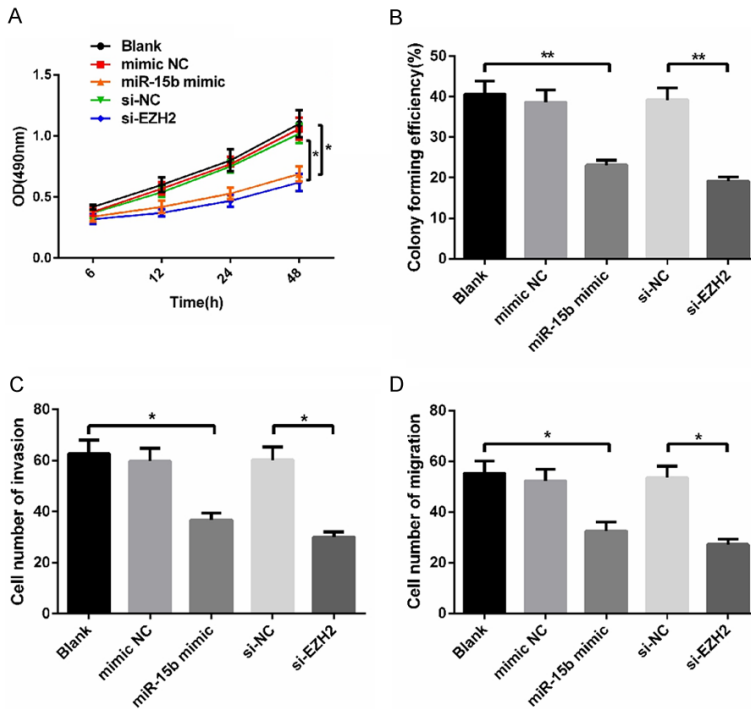 A
Blank
mimic NC
miR-15b mimic
si-NC
si-EZH2
OD(490nm)
1.5
1.0
0.5
0.0
*
*
6
12
24
48
Time(h)
B
Colony forming efficiency(%)
50
40
30
20
10
0
**
**
Blank
mimic NC
miR-15b mimic
si-NC
si-EZH2
C
Cell number of invasion
80
60
40
20
0
*
*
Blank
mimic NC
miR-15b mimic
si-NC
si-EZH2
D
Cell number of migration
80
60
40
20
0
*
*
Blank
mimic NC
miR-15b mimic
si-NC
si-EZH2